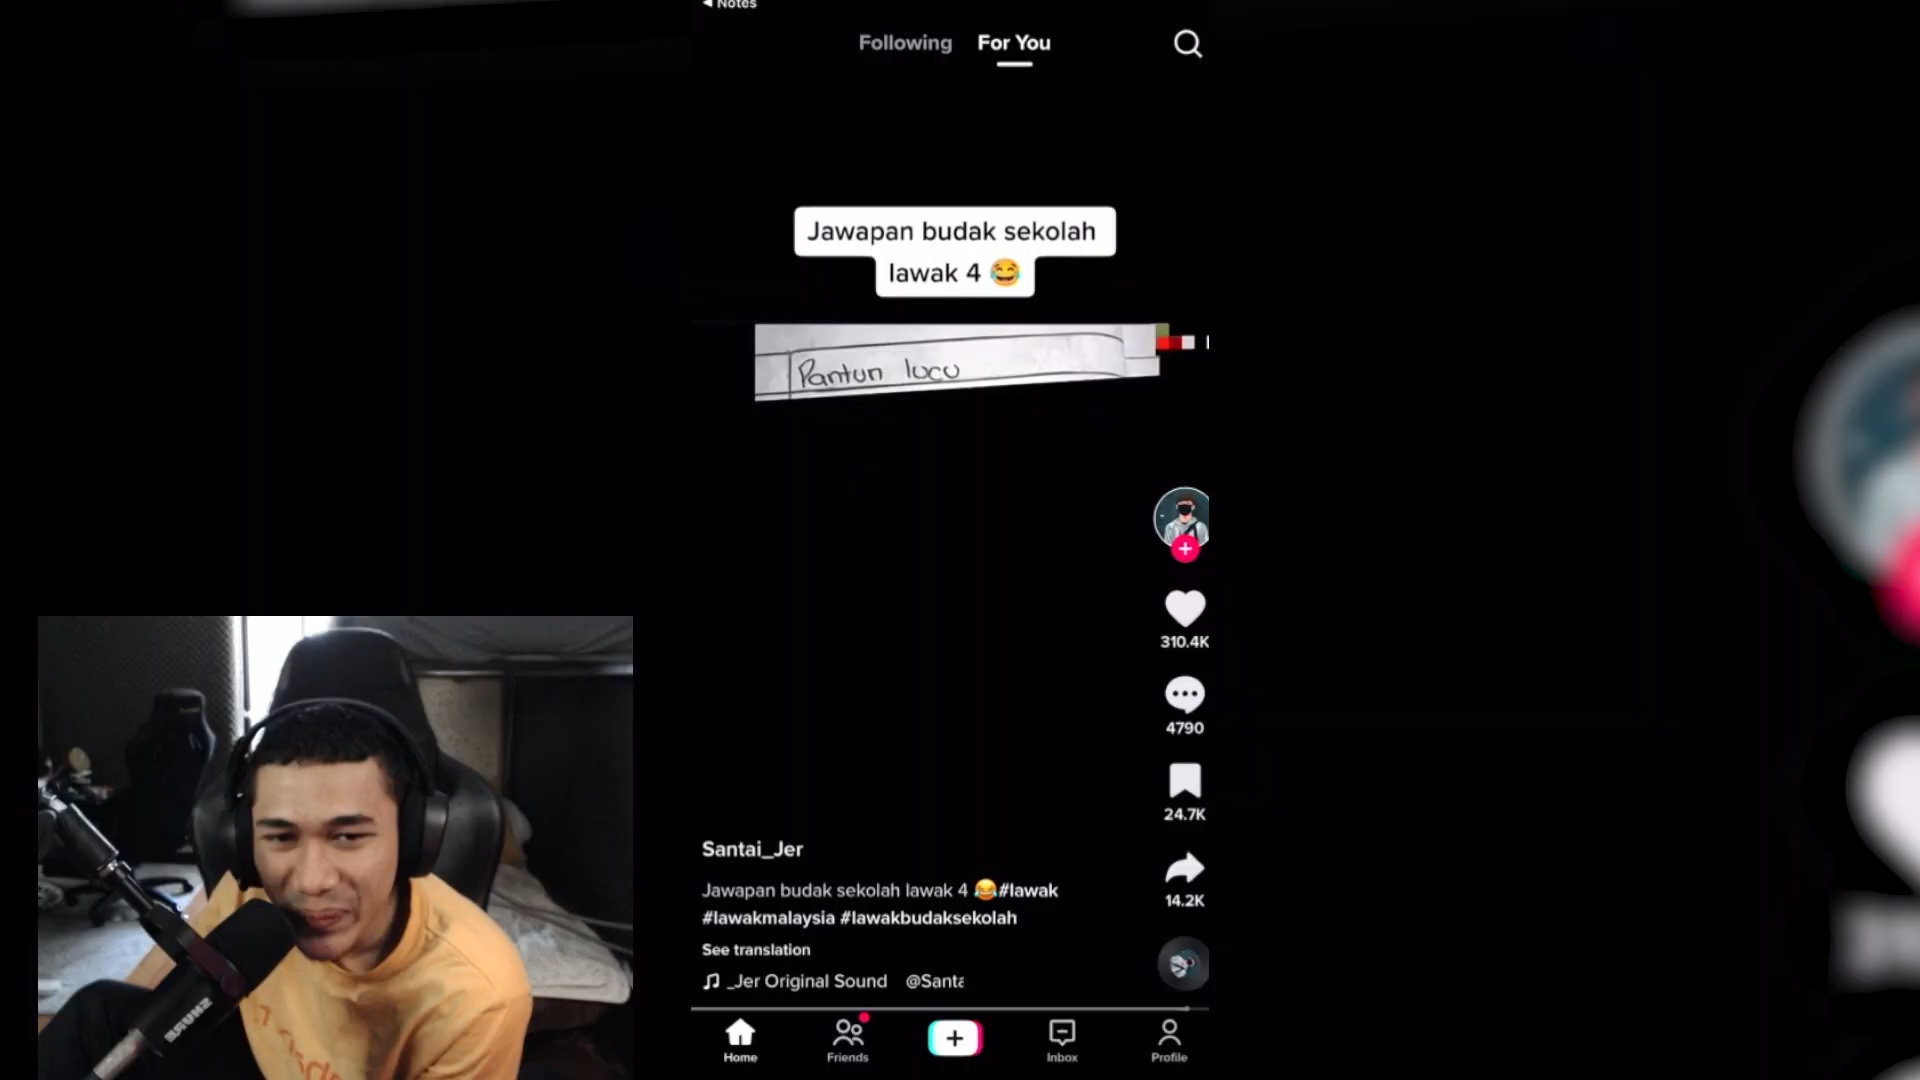 ◀ Notes
Following For You
Jawapan budak sekolah
lawak 4 😂
Pantun lucu
310.4K
4790
24.7K
14.2K
Santai_Jer
Jawapan budak sekolah lawak 4 😂#lawak
#lawakmalaysia #lawakbudaksekolah
See translation
_Jer Original Sound @Santa
Home Friends Inbox Profile